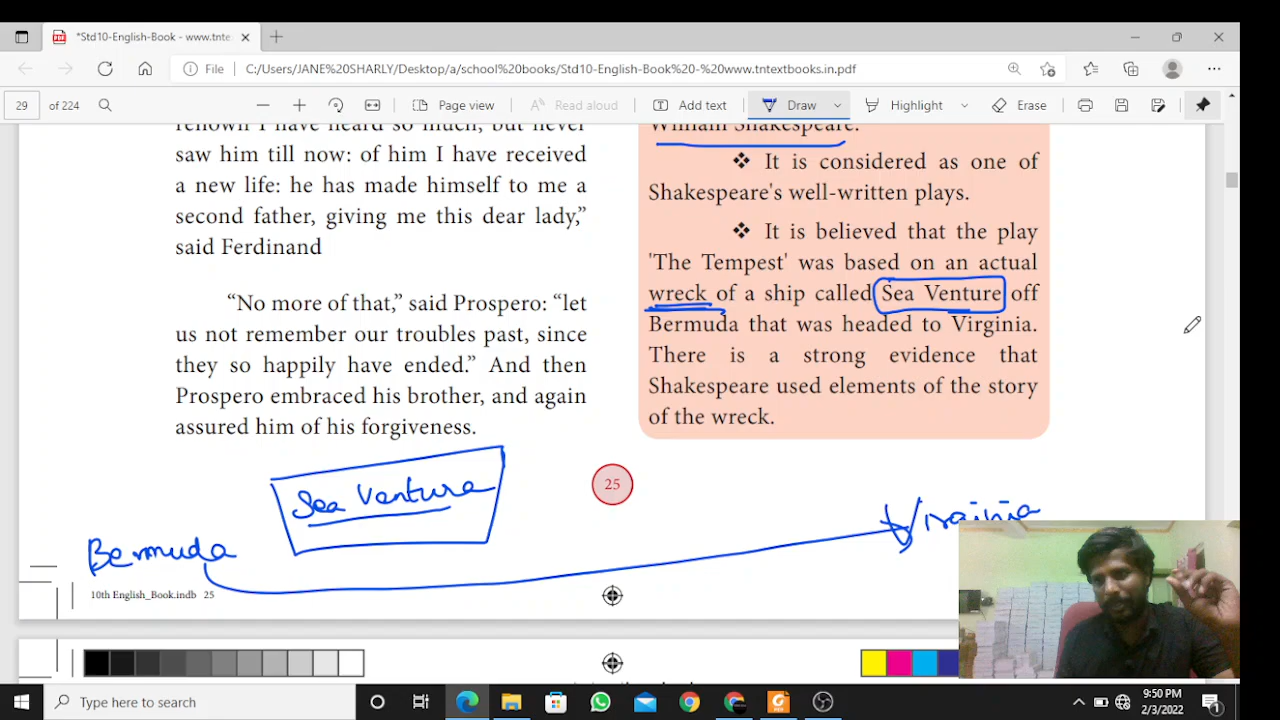 *Std10-English-Book - www.tnte
File C:/Users/JANE%20SHARLY/Desktop/a/school%20books/Std10-English-Book%20-%20www.tntextbooks.in.pdf
29 of 224 Page view Read aloud Add text Draw Highlight Erase
renown I have heard so much, but never
saw him till now: of him I have received
a new life: he has made himself to me a
second father, giving me this dear lady,”
said Ferdinand
“No more of that,” said Prospero: “let
us not remember our troubles past, since
they so happily have ended.” And then
Prospero embraced his brother, and again
assured him of his forgiveness.
William Shakespeare.
❖ It is considered as one of
Shakespeare's well-written plays.
❖ It is believed that the play
'The Tempest' was based on an actual
wreck of a ship called Sea Venture off
Bermuda that was headed to Virginia.
There is a strong evidence that
Shakespeare used elements of the story
of the wreck.
25
Sea Venture
Bermuda
Virginia
10th English_Book.indb 25
Type here to search
9:50 PM
2/3/2022